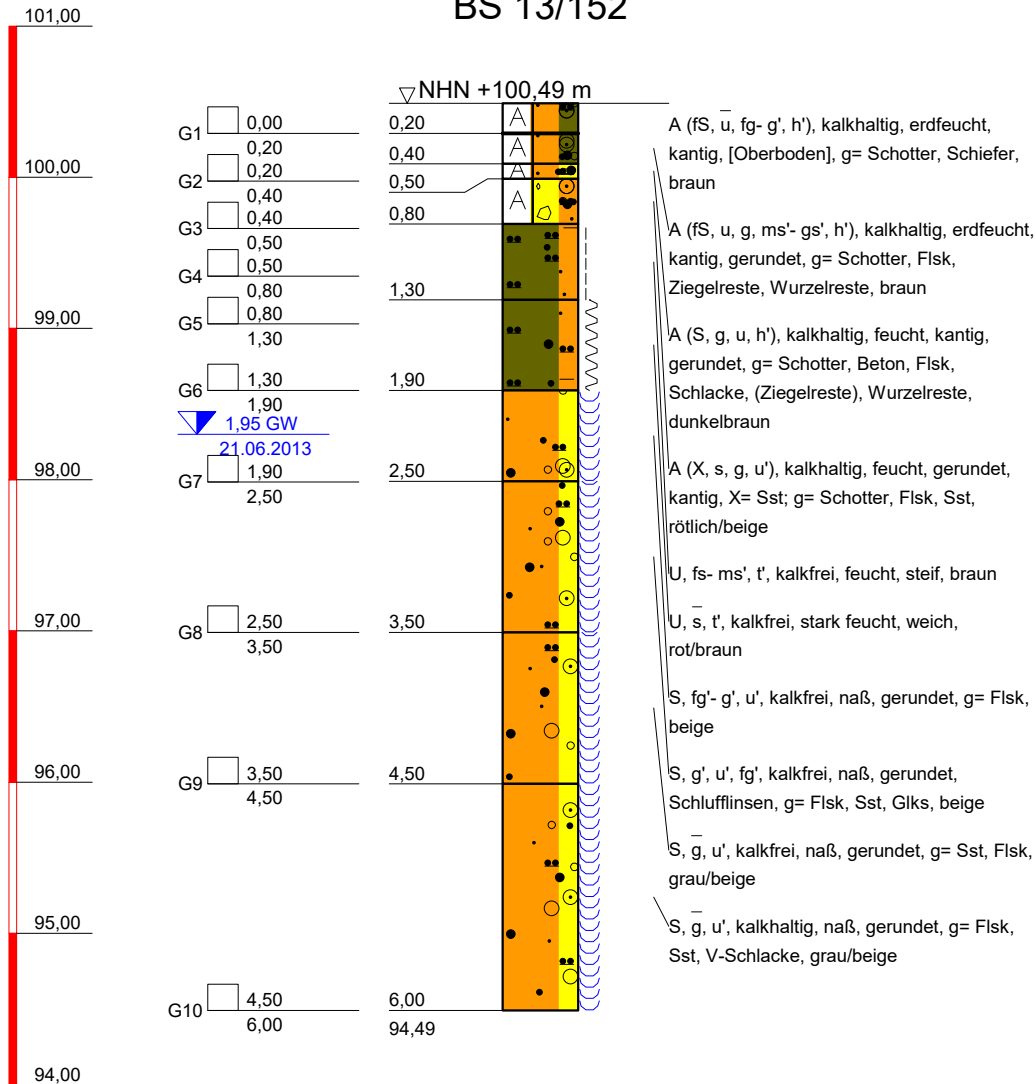 BS 13/152
101,00
100,00
99,00
98,00
97,00
96,00
95,00
94,00
NHN +100,49 m
G1 0,00
0,20
G2 0,20
0,40
G3 0,40
0,50
G4 0,50
0,80
G5 0,80
1,30
G6 1,30
1,90
1,95 GW
21.06.2013
G7 1,90
2,50
G8 2,50
3,50
G9 3,50
4,50
G10 4,50
6,00
0,20
0,40
0,50
0,80
1,30
1,90
2,50
3,50
4,50
6,00
94,49
A
A
A
A
A (fS, u̅, fg- g', h'), kalkhaltig, erdfeucht,
kantig, [Oberboden], g= Schotter, Schiefer,
braun
A (fS, u, g, ms'- gs', h'), kalkhaltig, erdfeucht,
kantig, gerundet, g= Schotter, Flsk,
Ziegelreste, Wurzelreste, braun
A (S, g, u, h'), kalkhaltig, feucht, kantig,
gerundet, g= Schotter, Beton, Flsk,
Schlacke, (Ziegelreste), Wurzelreste,
dunkelbraun
A (X, s, g, u'), kalkhaltig, feucht, gerundet,
kantig, X= Sst; g= Schotter, Flsk, Sst,
rötlich/beige
U, fs- ms', t', kalkfrei, feucht, steif, braun
U, s̅, t', kalkfrei, stark feucht, weich,
rot/braun
S, fg'- g', u', kalkfrei, naß, gerundet, g= Flsk,
beige
S, g', u', fg', kalkfrei, naß, gerundet,
Schlufflinsen, g= Flsk, Sst, Glks, beige
S, g̅, u', kalkfrei, naß, gerundet, g= Sst, Flsk,
grau/beige
S, g̅, u', kalkhaltig, naß, gerundet, g= Flsk,
Sst, V-Schlacke, grau/beige